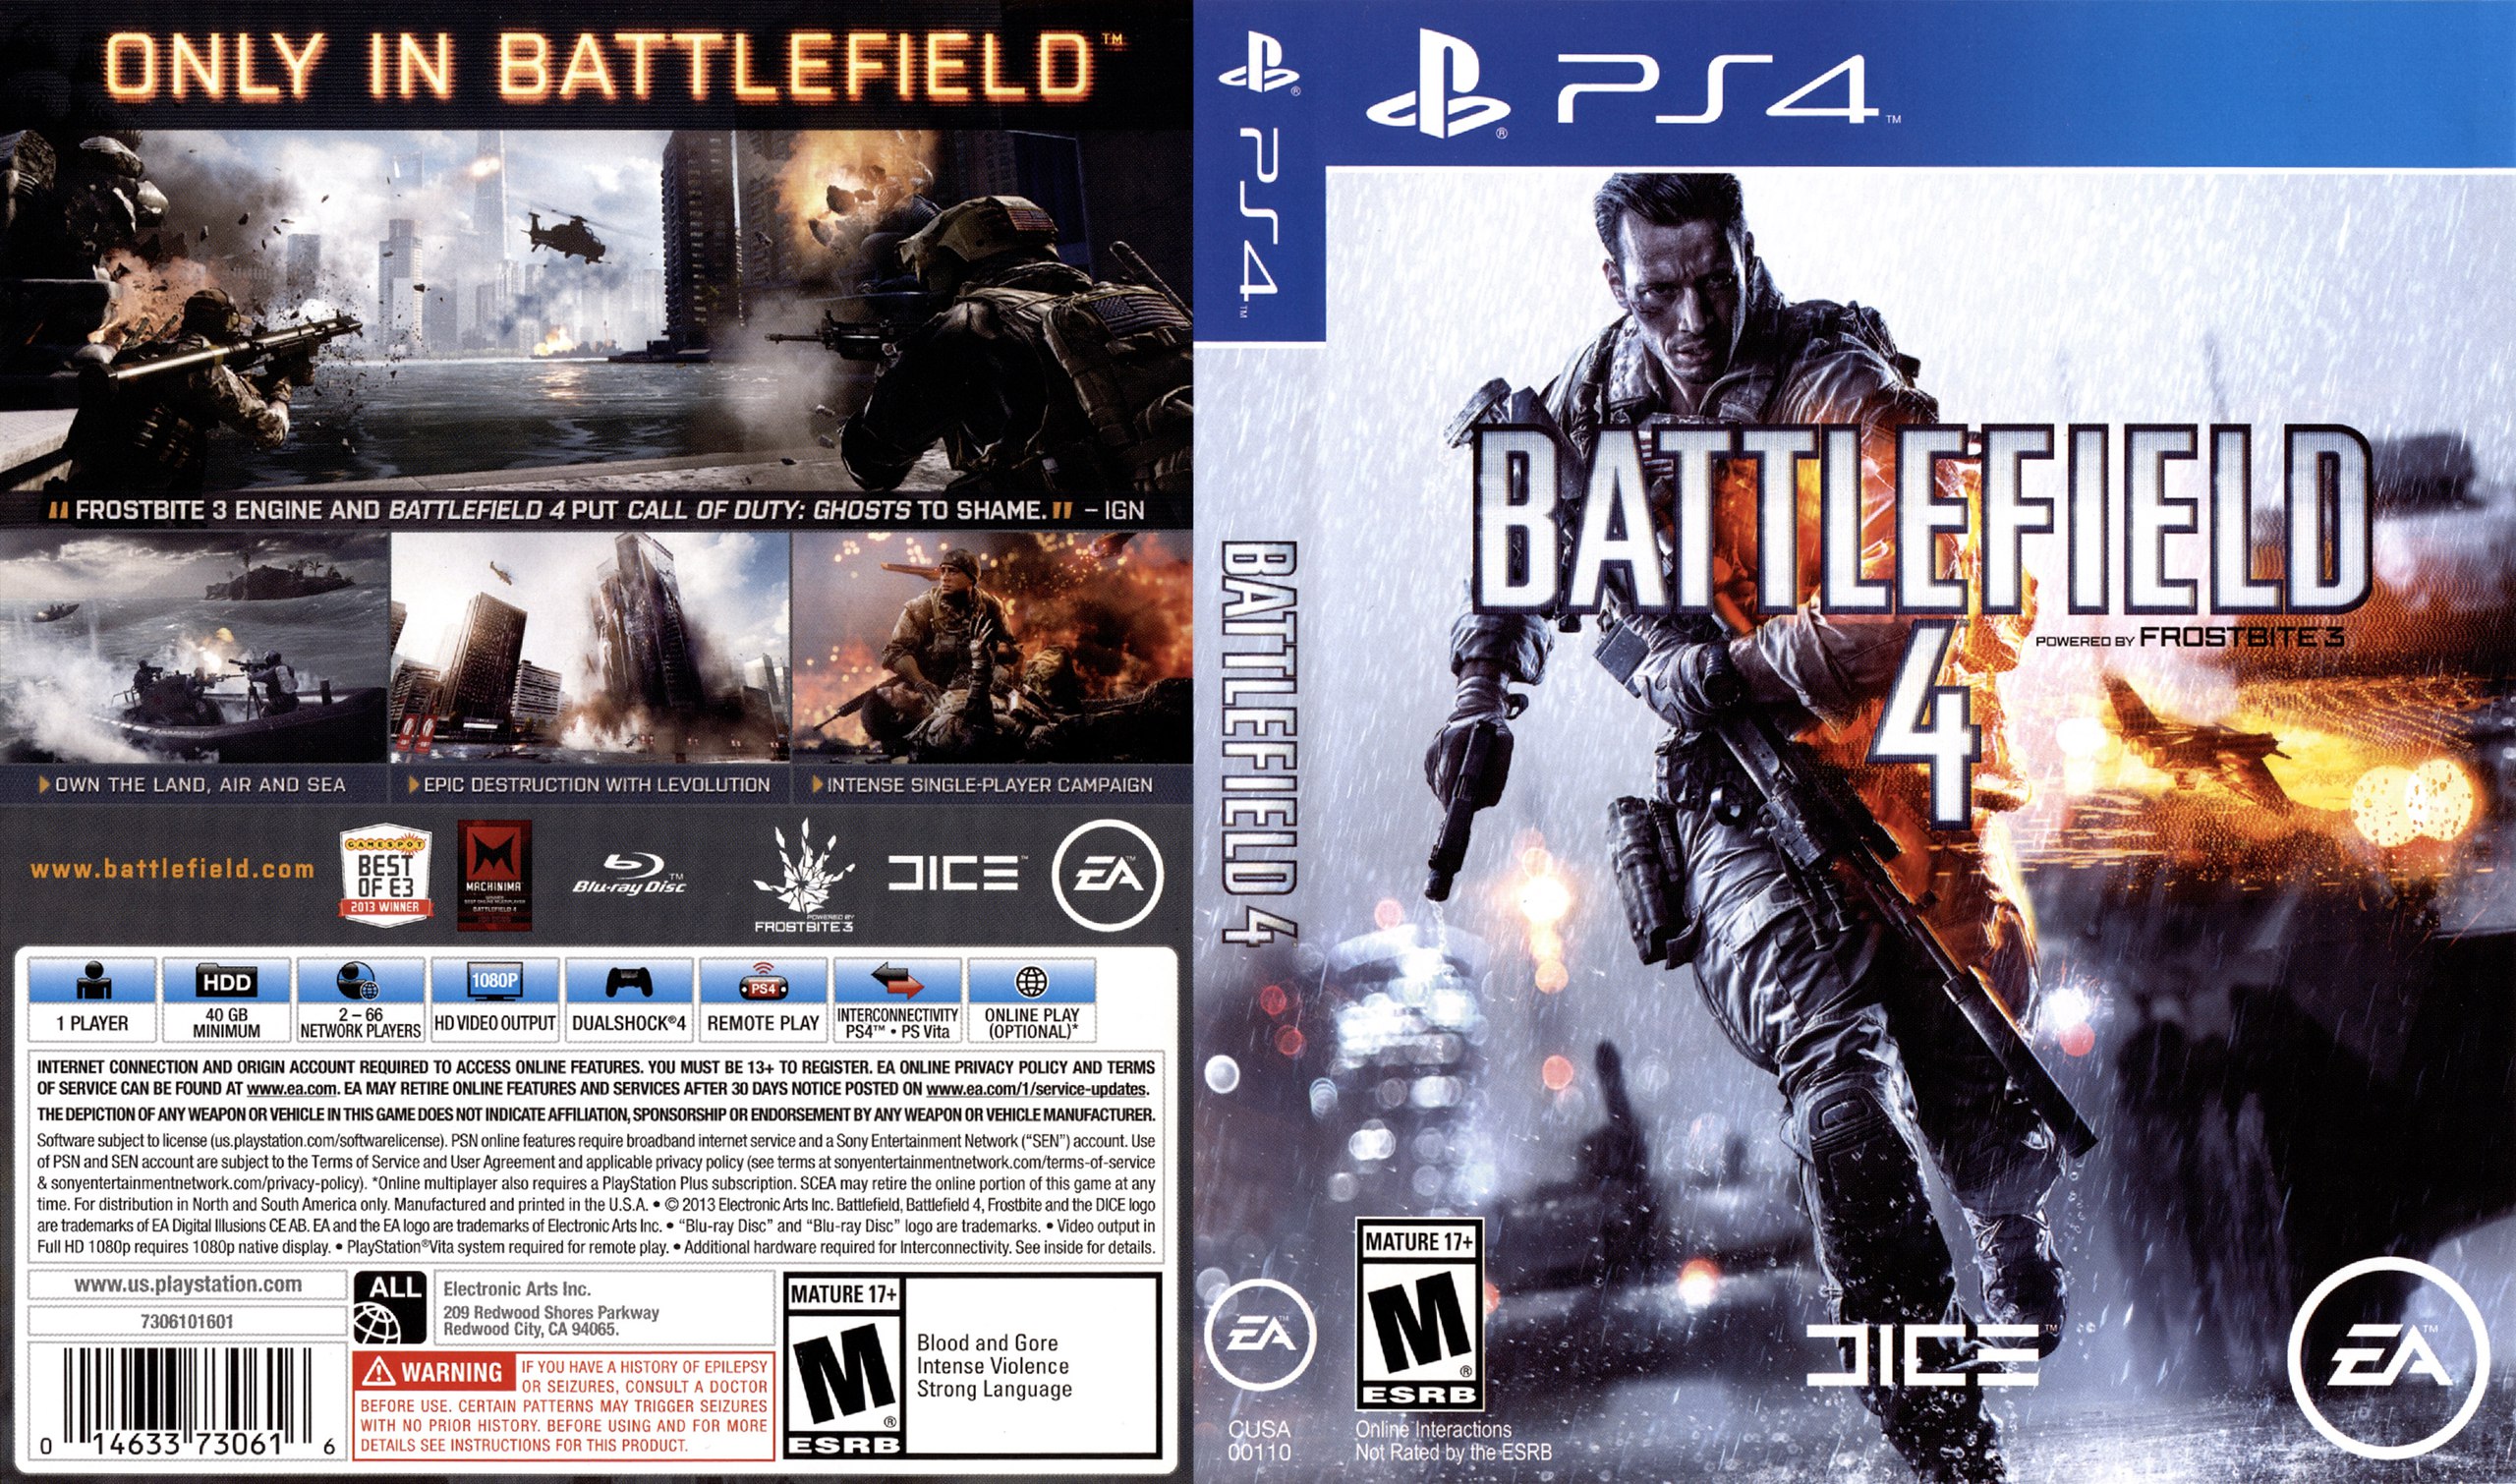 ONLY IN BATTLEFIELD™
" FROSTBITE 3 ENGINE AND BATTLEFIELD 4 PUT CALL OF DUTY: GHOSTS TO SHAME." – IGN
OWN THE LAND, AIR AND SEA
EPIC DESTRUCTION WITH LEVOLUTION
INTENSE SINGLE-PLAYER CAMPAIGN
www.battlefield.com
GAMESPOT
BEST
OF E3
2013 WINNER
MACHINIMA
WINNER
BEST ONLINE MULTIPLAYER
BATTLEFIELD 4
Blu-ray Disc™
POWERED BY
FROSTBITE 3
DICE™
EA™
1 PLAYER
HDD
40 GB
MINIMUM
2 – 66
NETWORK PLAYERS
1080P
HD VIDEO OUTPUT
DUALSHOCK®4
PS4
REMOTE PLAY
INTERCONNECTIVITY
PS4™ • PS Vita
ONLINE PLAY
(OPTIONAL)*
INTERNET CONNECTION AND ORIGIN ACCOUNT REQUIRED TO ACCESS ONLINE FEATURES. YOU MUST BE 13+ TO REGISTER. EA ONLINE PRIVACY POLICY AND TERMS
OF SERVICE CAN BE FOUND AT www.ea.com. EA MAY RETIRE ONLINE FEATURES AND SERVICES AFTER 30 DAYS NOTICE POSTED ON www.ea.com/1/service-updates.
THE DEPICTION OF ANY WEAPON OR VEHICLE IN THIS GAME DOES NOT INDICATE AFFILIATION, SPONSORSHIP OR ENDORSEMENT BY ANY WEAPON OR VEHICLE MANUFACTURER.
Software subject to license (us.playstation.com/softwarelicense). PSN online features require broadband internet service and a Sony Entertainment Network (“SEN”) account. Use
of PSN and SEN account are subject to the Terms of Service and User Agreement and applicable privacy policy (see terms at sonyentertainmentnetwork.com/terms-of-service
& sonyentertainmentnetwork.com/privacy-policy). *Online multiplayer also requires a PlayStation Plus subscription. SCEA may retire the online portion of this game at any
time. For distribution in North and South America only. Manufactured and printed in the U.S.A. • © 2013 Electronic Arts Inc. Battlefield, Battlefield 4, Frostbite and the DICE logo
are trademarks of EA Digital Illusions CE AB. EA and the EA logo are trademarks of Electronic Arts Inc. • “Blu-ray Disc” and “Blu-ray Disc” logo are trademarks. • Video output in
Full HD 1080p requires 1080p native display. • PlayStation®Vita system required for remote play. • Additional hardware required for Interconnectivity. See inside for details.
www.us.playstation.com
7306101601
ALL
Electronic Arts Inc.
209 Redwood Shores Parkway
Redwood City, CA 94065.
0 14633 73061 6
WARNING IF YOU HAVE A HISTORY OF EPILEPSY
OR SEIZURES, CONSULT A DOCTOR
BEFORE USE. CERTAIN PATTERNS MAY TRIGGER SEIZURES
WITH NO PRIOR HISTORY. BEFORE USING AND FOR MORE
DETAILS SEE INSTRUCTIONS FOR THIS PRODUCT.
MATURE 17+
M®
ESRB
Blood and Gore
Intense Violence
Strong Language
PS4™
BATTLEFIELD 4
EA™
CUSA
00110
PS4™
BATTLEFIELD
4
POWERED BY FROSTBITE 3
MATURE 17+
M®
ESRB
Online Interactions
Not Rated by the ESRB
DICE™
EA™